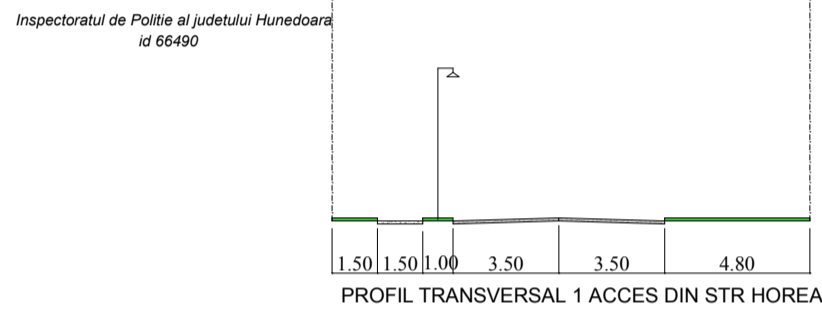 Inspectoratul de Politie al judetului Hunedoara
id 66490
1.50 1.50 1.00 3.50 3.50 4.80
PROFIL TRANSVERSAL 1 ACCES DIN STR HOREA